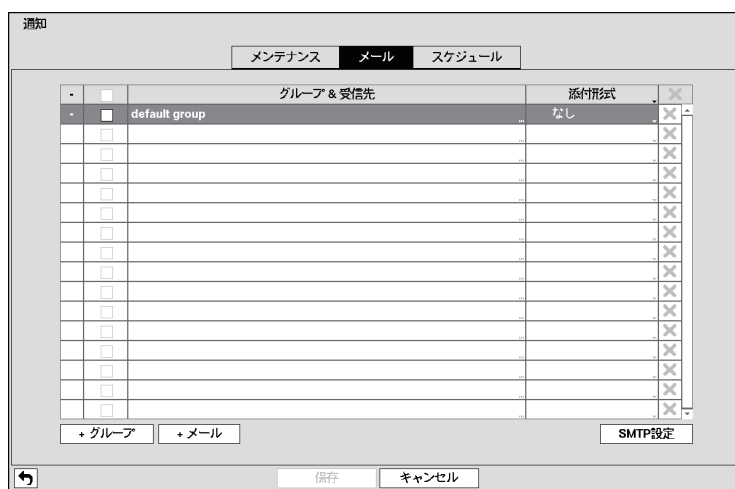 通知
メンテナンス メール スケジュール
- グループ & 受信先 添付形式
- default group なし
+ グループ + メール SMTP設定
保存 キャンセル